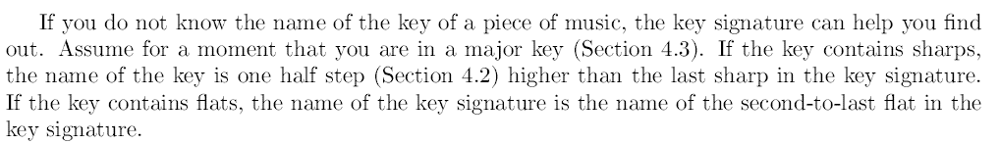 If you do not know the name of the key of a piece of music, the key signature can help you find
out. Assume for a moment that you are in a major key (Section 4.3). If the key contains sharps,
the name of the key is one half step (Section 4.2) higher than the last sharp in the key signature.
If the key contains flats, the name of the key signature is the name of the second-to-last flat in the
key signature.